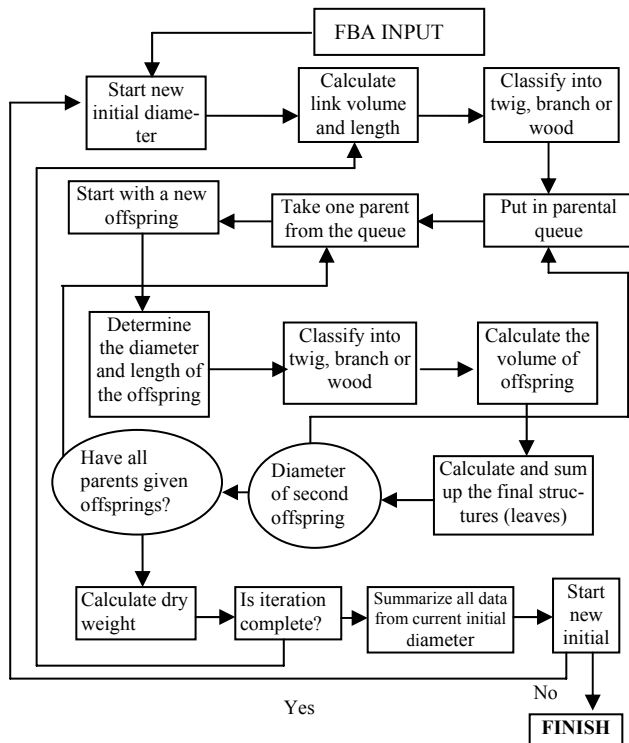 FBA INPUT
Start new
initial diame-
ter
Calculate
link volume
and length
Classify into
twig, branch or
wood
Start with a new
offspring
Take one parent
from the queue
Put in parental
queue
Determine
the diameter
and length of
the offspring
Classify into
twig, branch or
wood
Calculate the
volume of
offspring
Have all
parents given
offsprings?
Diameter
of second
offspring
Calculate and sum
up the final struc-
tures (leaves)
Calculate dry
weight
Is iteration
complete?
Summarize all data
from current initial
diameter
Start
new
initial
Yes
No
FINISH